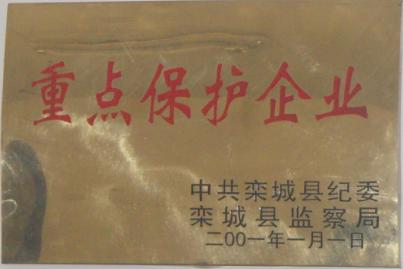 重点保护企业
中共栾城县纪委
栾城县监察局
二00一年一月一日